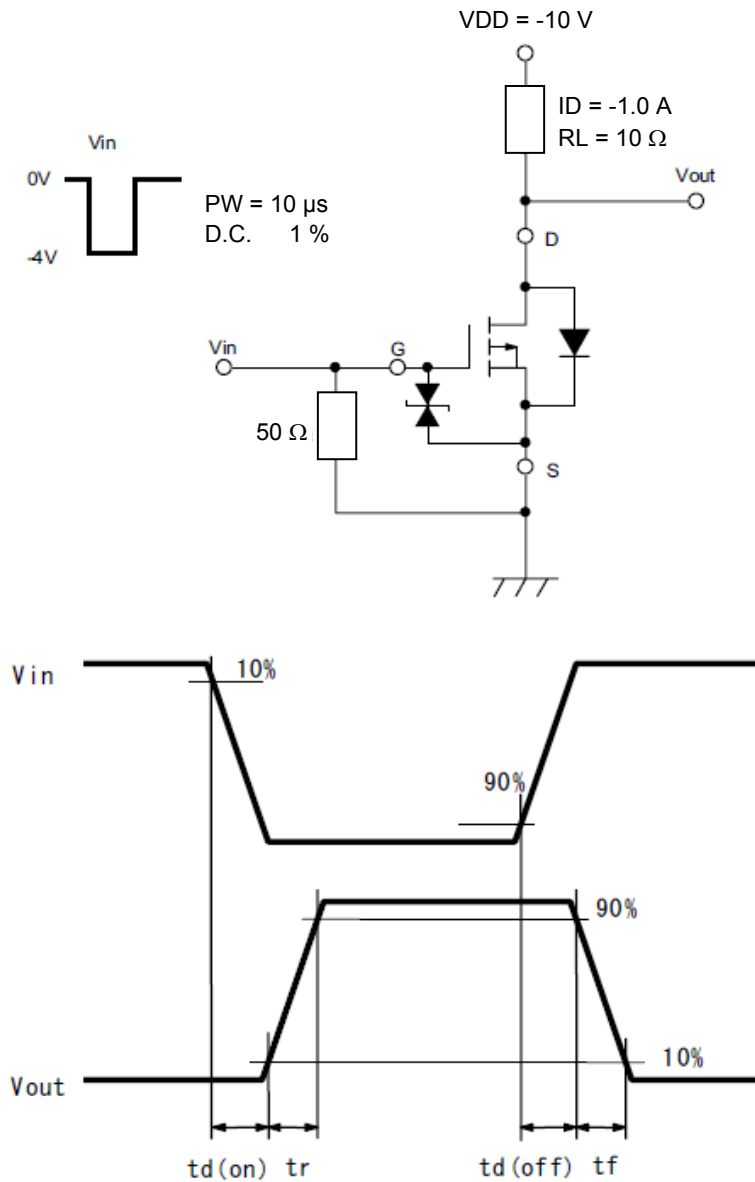 VDD = -10 V
ID = -1.0 A
RL = 10 Ω
Vin
0V
-4V
PW = 10 µs
D.C. 1 %
Vout
D
Vin
G
50 Ω
S
Vin
10%
90%
90%
10%
Vout
td(on) tr td(off) tf